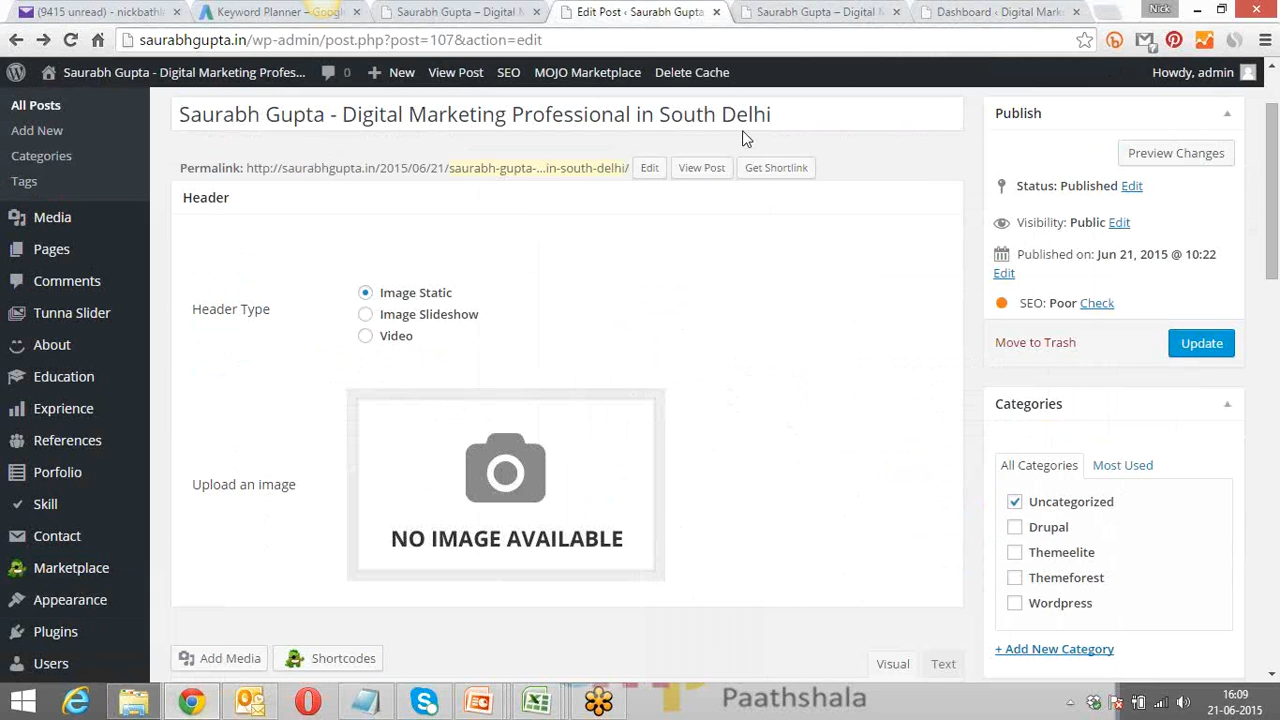 (9415 unread) - nickbathl
Keyword Planner – Google
Saurabh Gupta – Digital M
Edit Post ‹ Saurabh Gupta
Saurabh Gupta – Digital M
Dashboard ‹ Digital Mark
Nick
saurabhgupta.in/wp-admin/post.php?post=107&action=edit
Saurabh Gupta - Digital Marketing Profes... 0 New View Post SEO MOJO Marketplace Delete Cache Howdy, admin
All Posts
Add New
Categories
Tags
Media
Pages
Comments
Tunna Slider
About
Education
Exprience
References
Porfolio
Skill
Contact
Marketplace
Appearance
Plugins
Users
Saurabh Gupta - Digital Marketing Professional in South Delhi
Permalink: http://saurabhgupta.in/2015/06/21/saurabh-gupta-...in-south-delhi/ Edit View Post Get Shortlink
Header
Header Type
Image Static
Image Slideshow
Video
Upload an image
NO IMAGE AVAILABLE
Add Media Shortcodes
Visual Text
Publish
Preview Changes
Status: Published Edit
Visibility: Public Edit
Published on: Jun 21, 2015 @ 10:22
Edit
SEO: Poor Check
Move to Trash Update
Categories
All Categories Most Used
Uncategorized
Drupal
Themeelite
Themeforest
Wordpress
+ Add New Category
Paathshala
16:09
21-06-2015